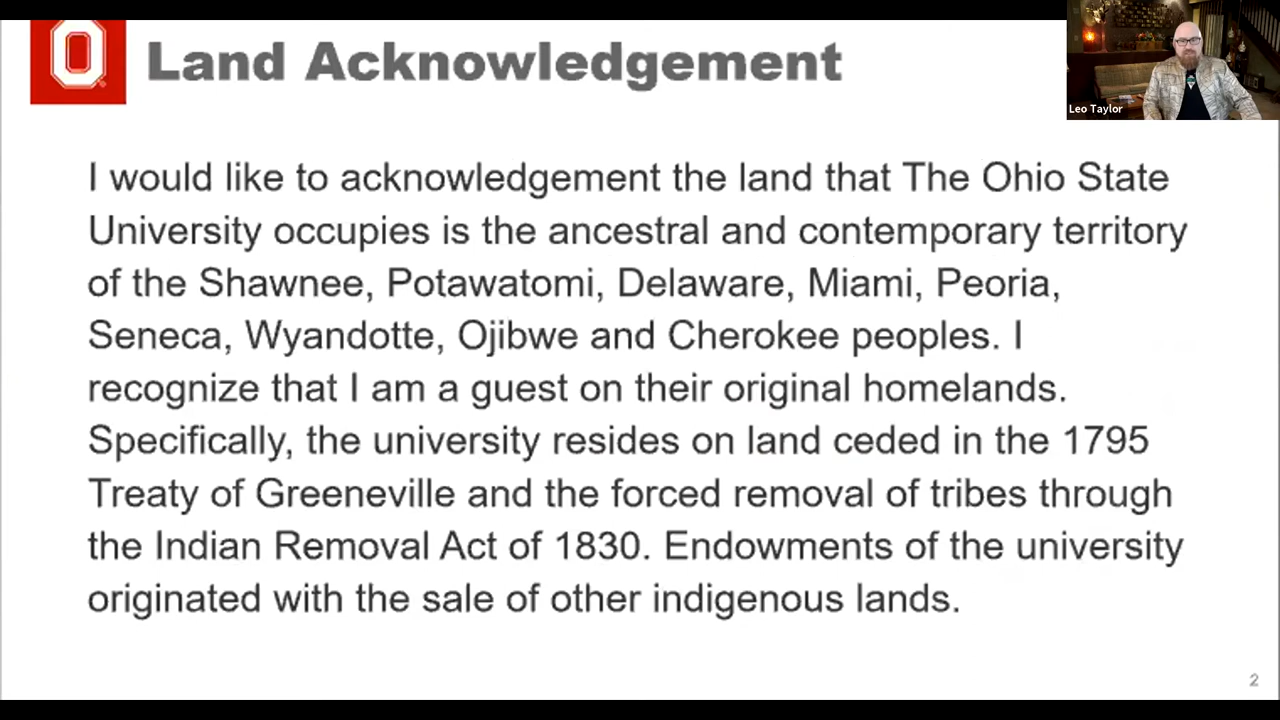 O
Land Acknowledgement
Leo Taylor
I would like to acknowledgement the land that The Ohio State
University occupies is the ancestral and contemporary territory
of the Shawnee, Potawatomi, Delaware, Miami, Peoria,
Seneca, Wyandotte, Ojibwe and Cherokee peoples. I
recognize that I am a guest on their original homelands.
Specifically, the university resides on land ceded in the 1795
Treaty of Greeneville and the forced removal of tribes through
the Indian Removal Act of 1830. Endowments of the university
originated with the sale of other indigenous lands.
2